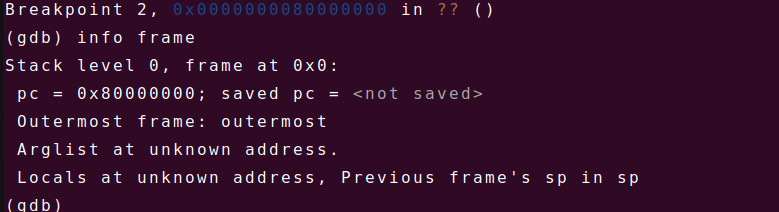 Breakpoint 2, 0x0000000080000000 in ?? ()
(gdb) info frame
Stack level 0, frame at 0x0:
 pc = 0x80000000; saved pc = <not saved>
 Outermost frame: outermost
 Arglist at unknown address.
 Locals at unknown address, Previous frame's sp in sp
(gdb)